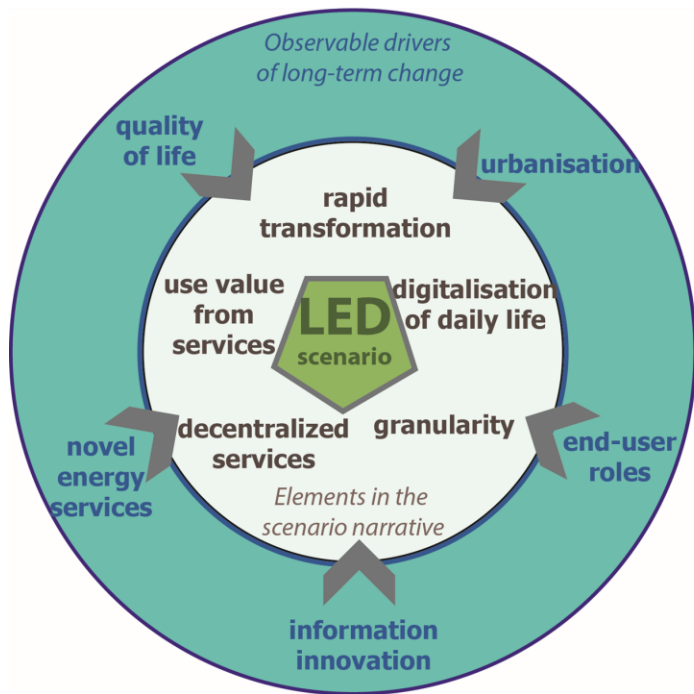 Observable drivers
of long-term change
quality
of life
urbanisation
rapid
transformation
use value
from
services
digitalisation
of daily life
LED
scenario
decentralized
services
granularity
novel
energy
services
end-user
roles
Elements in the
scenario narrative
information
innovation